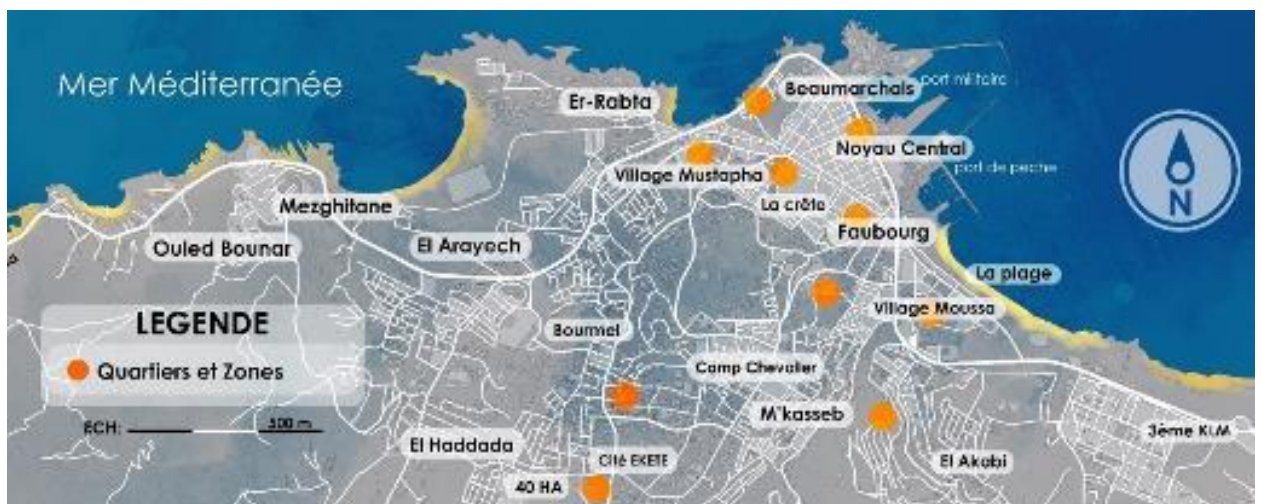 Mer Méditerranée
Er-Rabta
Beaumarchais
port militaire
Noyau Central
port de peche
Village Mustapha
La crête
Mezghitane
Ouled Bounar
El Arayech
Faubourg
La plage
Village Moussa
N
LEGENDE
Quartiers et Zones
ECH:
500 m
Bourmel
Camp Chevalier
M'kasseb
El Haddada
Cité EKETE
El Akabi
3ème KLM
40 HA